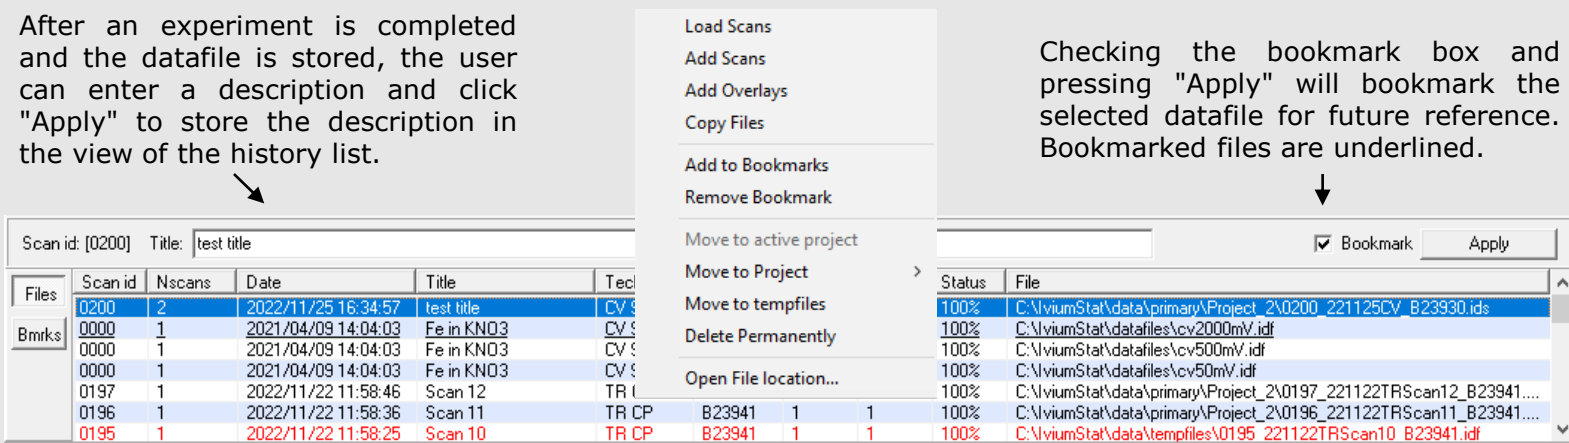 After an experiment is completed
and the datafile is stored, the user
can enter a description and click
"Apply" to store the description in
the view of the history list.
Load Scans
Add Scans
Add Overlays
Copy Files
Add to Bookmarks
Remove Bookmark
Move to active project
Move to Project
Move to tempfiles
Delete Permanently
Open File location...
Checking the bookmark box and
pressing "Apply" will bookmark the
selected datafile for future reference.
Bookmarked files are underlined.
Scan id: [0200] Title: test title Bookmark Apply
Files
Bmrks
Scan id Nscans Date Title Status File
0200 2 2022/11/25 16:34:57 test title CV 100% C:\IviumStat\data\primary\Project_2\0200_221125CV_B23930.ids
0000 1 2021/04/09 14:04:03 Fe in KNO3 CV 100% C:\IviumStat\datafiles\cv2000mV.idf
0000 1 2021/04/09 14:04:03 Fe in KNO3 CV 100% C:\IviumStat\datafiles\cv500mV.idf
0000 1 2021/04/09 14:04:03 Fe in KNO3 CV 100% C:\IviumStat\datafiles\cv50mV.idf
0197 1 2022/11/22 11:58:46 Scan 12 TR 100% C:\IviumStat\data\primary\Project_2\0197_221122TRScan12_B23941....
0196 1 2022/11/22 11:58:36 Scan 11 TR CP B23941 1 1 100% C:\IviumStat\data\primary\Project_2\0196_221122TRScan11_B23941....
0195 1 2022/11/22 11:58:25 Scan 10 TR CP B23941 1 1 100% C:\IviumStat\data\tempfiles\0195_221122TRScan10_B23941.idf